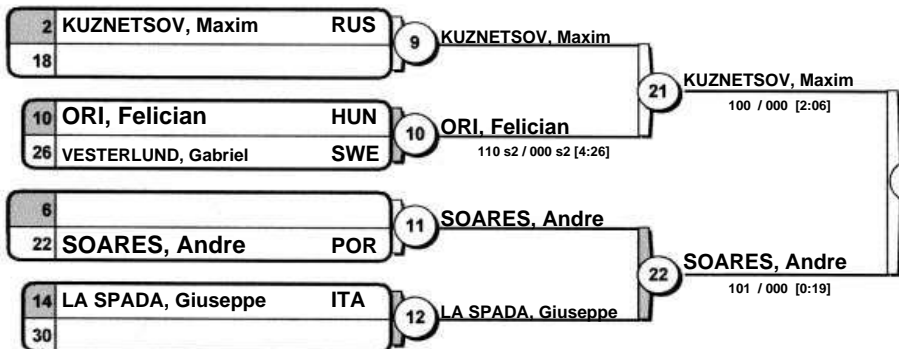 2 KUZNETSOV, Maxim RUS
18
9 KUZNETSOV, Maxim
10 ORI, Felician HUN
26 VESTERLUND, Gabriel SWE
10 ORI, Felician
110 s2 / 000 s2 [4:26]
21 KUZNETSOV, Maxim
100 / 000 [2:06]
6
22 SOARES, Andre POR
11 SOARES, Andre
14 LA SPADA, Giuseppe ITA
30
12 LA SPADA, Giuseppe
22 SOARES, Andre
101 / 000 [0:19]